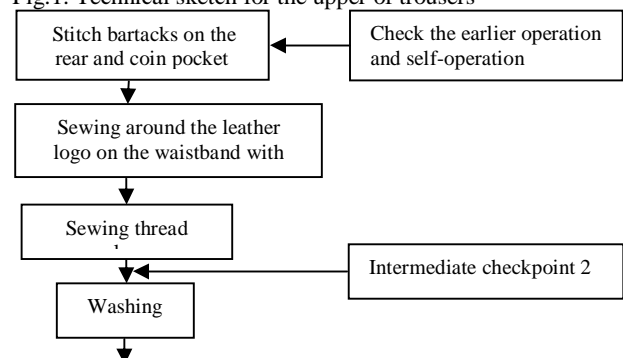 Fig.1. Technical sketch for the upper of trousers
Stitch bartacks on the
rear and coin pocket
Check the earlier operation
and self-operation
Sewing around the leather
logo on the waistband with
Sewing thread
Intermediate checkpoint 2
Washing